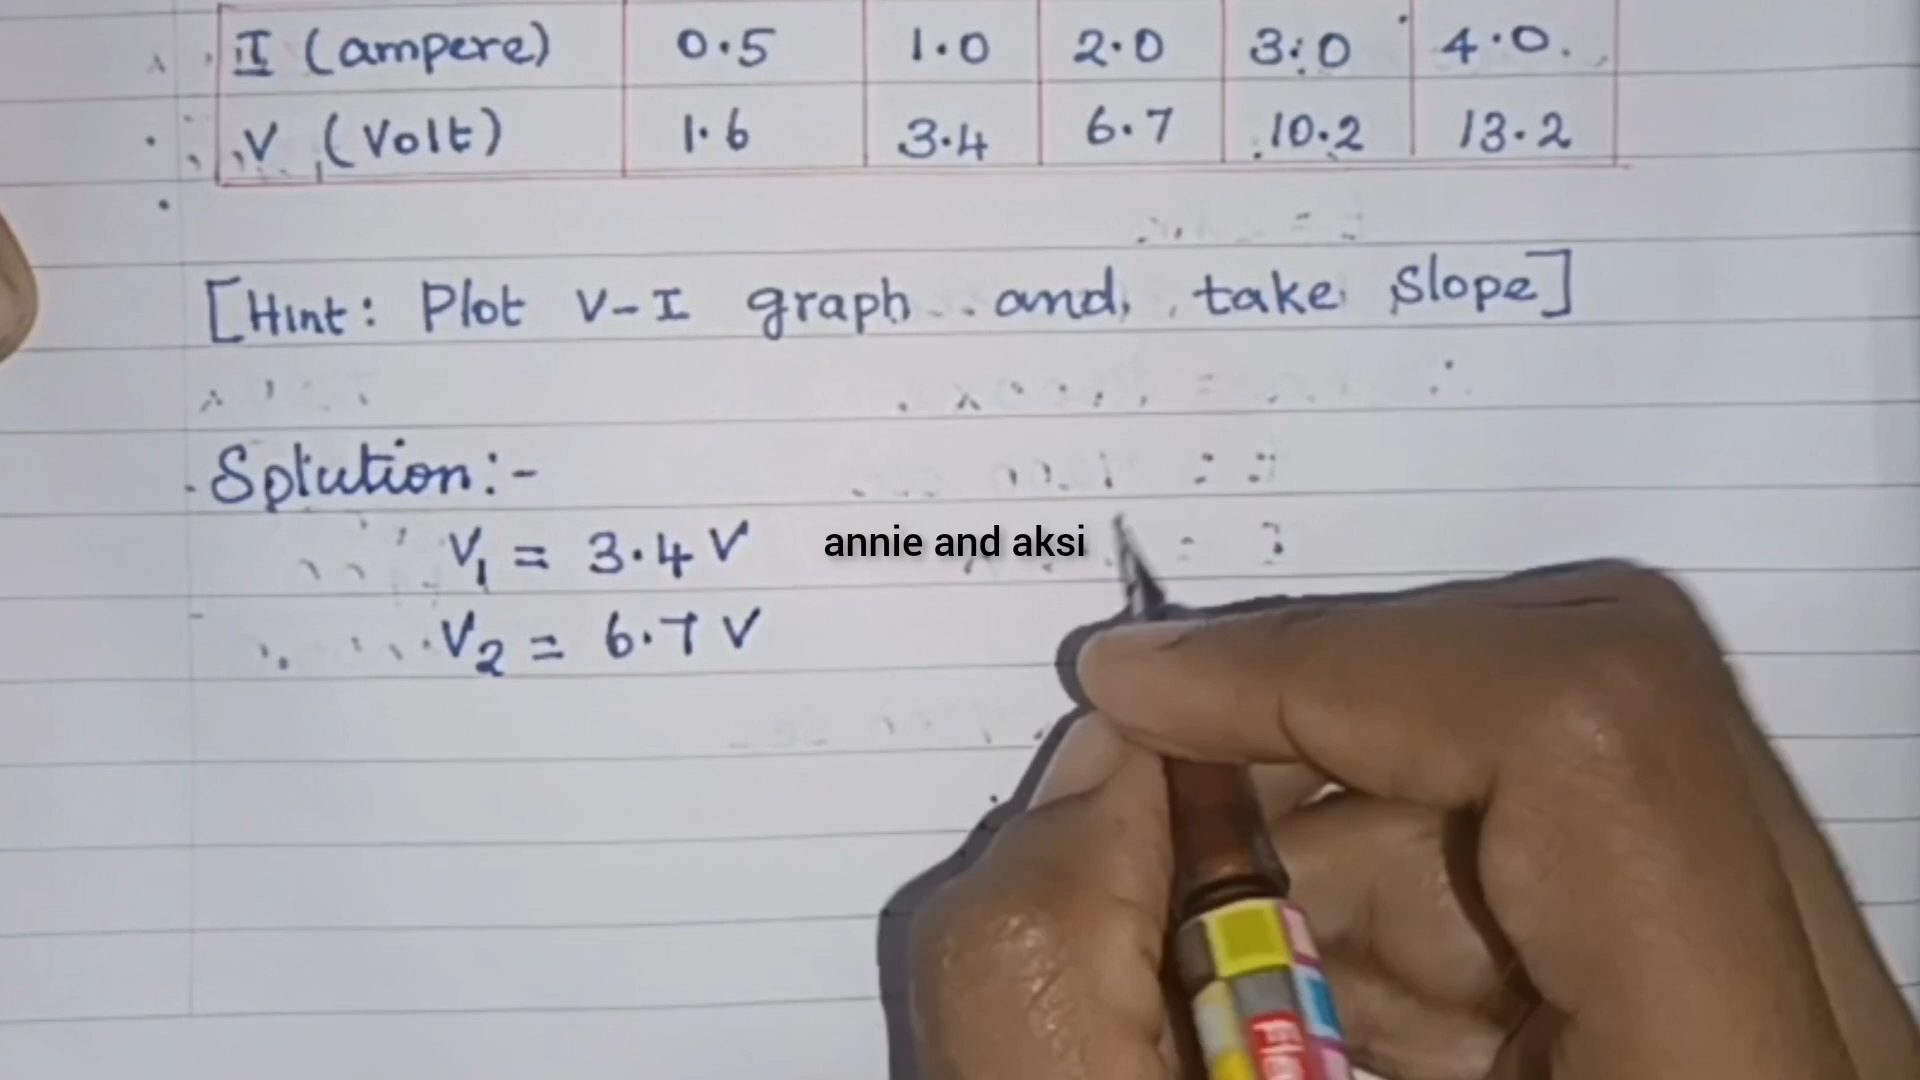 I (ampere) 0.5 1.0 2.0 3.0 4.0
V (Volt) 1.6 3.4 6.7 10.2 13.2
[Hint: Plot V-I graph and take Slope]
Solution:-
V1 = 3.4 V
annie and aksi
V2 = 6.7 V